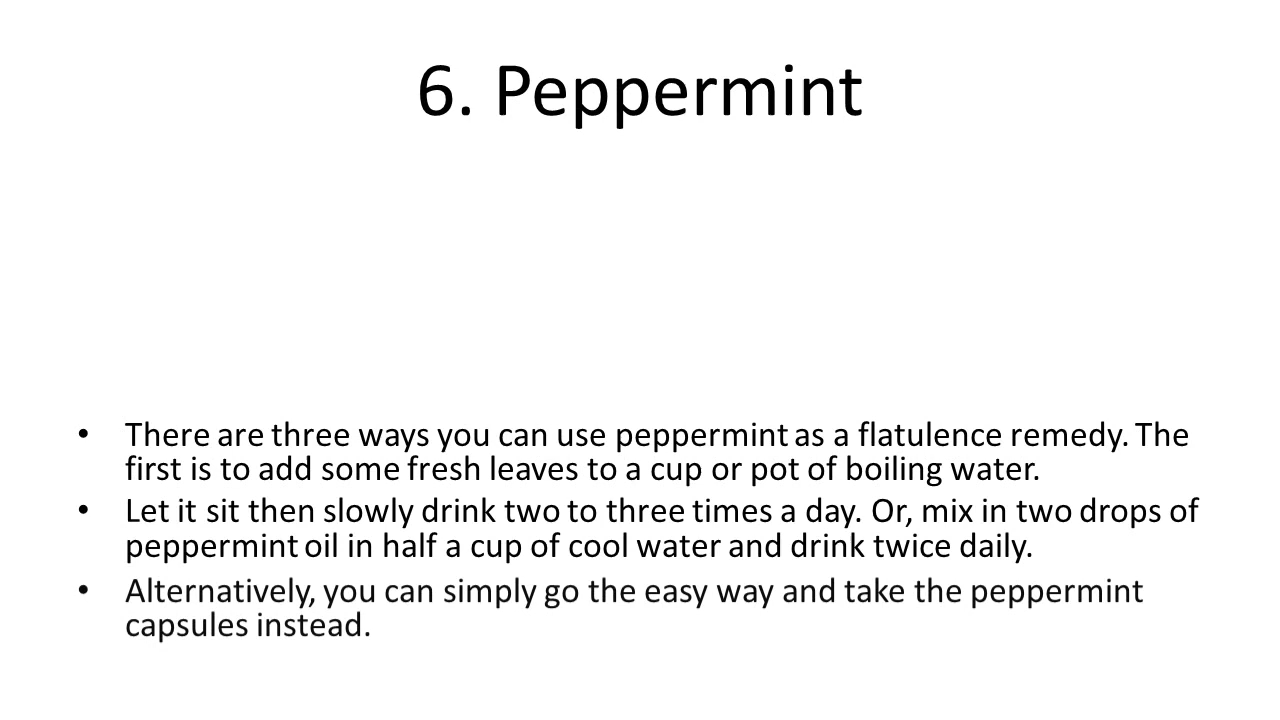 6. Peppermint
• There are three ways you can use peppermint as a flatulence remedy. The
first is to add some fresh leaves to a cup or pot of boiling water.
• Let it sit then slowly drink two to three times a day. Or, mix in two drops of
peppermint oil in half a cup of cool water and drink twice daily.
• Alternatively, you can simply go the easy way and take the peppermint
capsules instead.